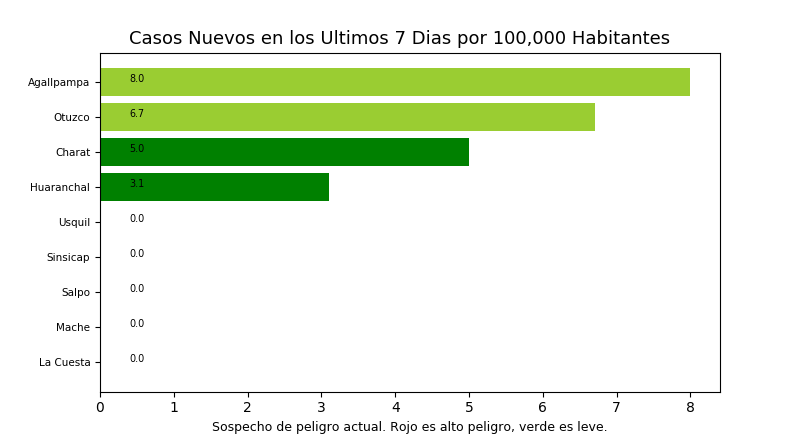 Casos Nuevos en los Ultimos 7 Dias por 100,000 Habitantes
Agallpampa 8.0
Otuzco 6.7
Charat 5.0
Huaranchal 3.1
Usquil 0.0
Sinsicap 0.0
Salpo 0.0
Mache 0.0
La Cuesta 0.0
0 1 2 3 4 5 6 7 8
Sospecho de peligro actual. Rojo es alto peligro, verde es leve.